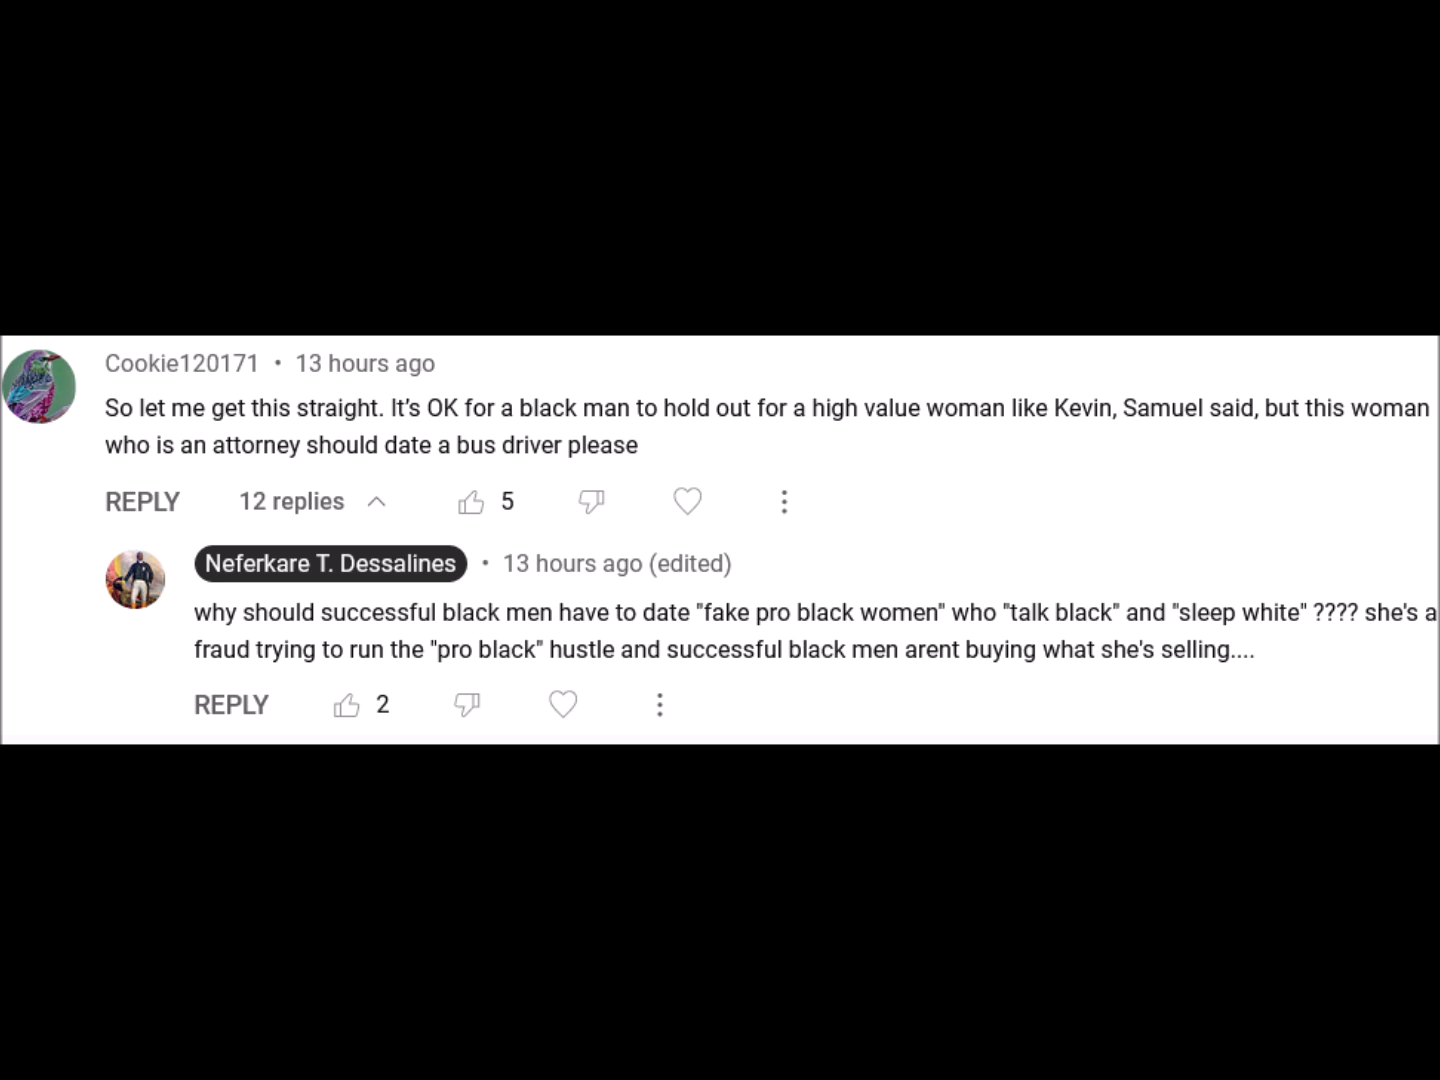 Cookie120171 • 13 hours ago
So let me get this straight. It’s OK for a black man to hold out for a high value woman like Kevin, Samuel said, but this woman
who is an attorney should date a bus driver please
REPLY 12 replies 5
Neferkare T. Dessalines • 13 hours ago (edited)
why should successful black men have to date "fake pro black women" who "talk black" and "sleep white" ???? she's a
fraud trying to run the "pro black" hustle and successful black men arent buying what she's selling....
REPLY 2